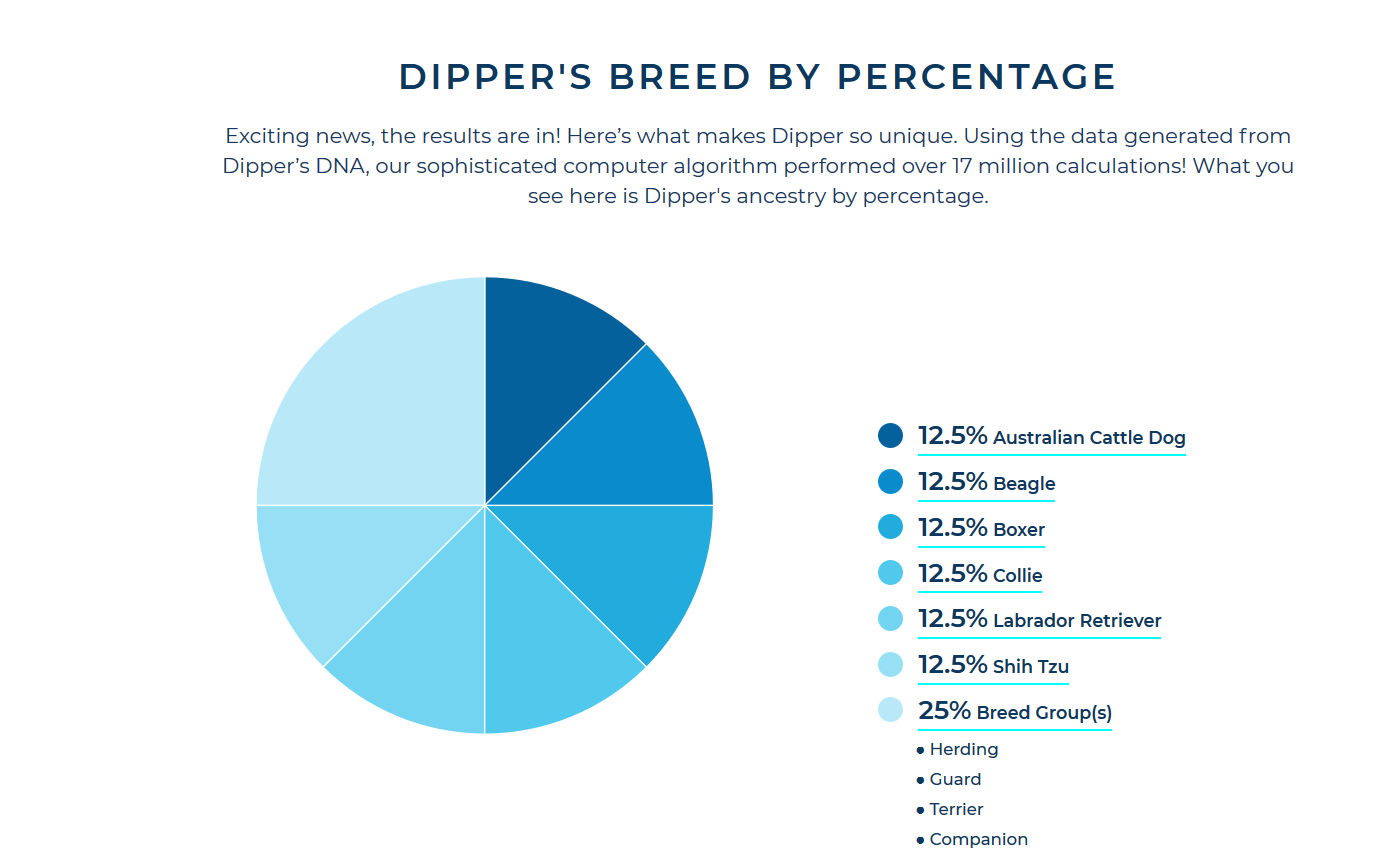 DIPPER'S BREED BY PERCENTAGE
Exciting news, the results are in! Here’s what makes Dipper so unique. Using the data generated from
Dipper’s DNA, our sophisticated computer algorithm performed over 17 million calculations! What you
see here is Dipper's ancestry by percentage.
12.5% Australian Cattle Dog
12.5% Beagle
12.5% Boxer
12.5% Collie
12.5% Labrador Retriever
12.5% Shih Tzu
25% Breed Group(s)
• Herding
• Guard
• Terrier
• Companion